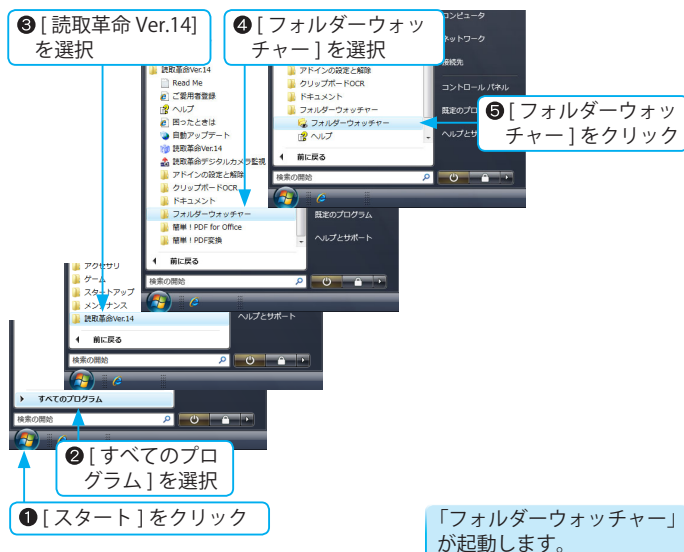 ❸ [ 読取革命 Ver.14]
を選択
❹ [ フォルダーウォッ
チャー ] を選択
コンピュータ
ネットワーク
接続先
コントロール パネル
既定のプロ
ヘルプとサ
アドインの設定と解除
クリップボードOCR
ドキュメント
フォルダーウォッチャー
フォルダーウォッチャー
ヘルプ
前に戻る
検索の開始
❺ [ フォルダーウォッ
チャー ] をクリック
読取革命Ver.14
Read Me
ご愛用者登録
ヘルプ
困ったときは
自動アップデート
読取革命Ver.14
読取革命デジタルカメラ監視
アドインの設定と解除
クリップボードOCR
ドキュメント
フォルダーウォッチャー
簡単！PDF for Office
簡単！PDF変換
前に戻る
検索の開始
既定のプログラム
ヘルプとサポート
アクセサリ
ゲーム
スタートアップ
メンテナンス
読取革命Ver.14
前に戻る
検索の開始
ヘルプとサポート
すべてのプログラム
検索の開始
❷ [ すべてのプロ
グラム ] を選択
❶ [ スタート ] をクリック
「フォルダーウォッチャー」
が起動します。